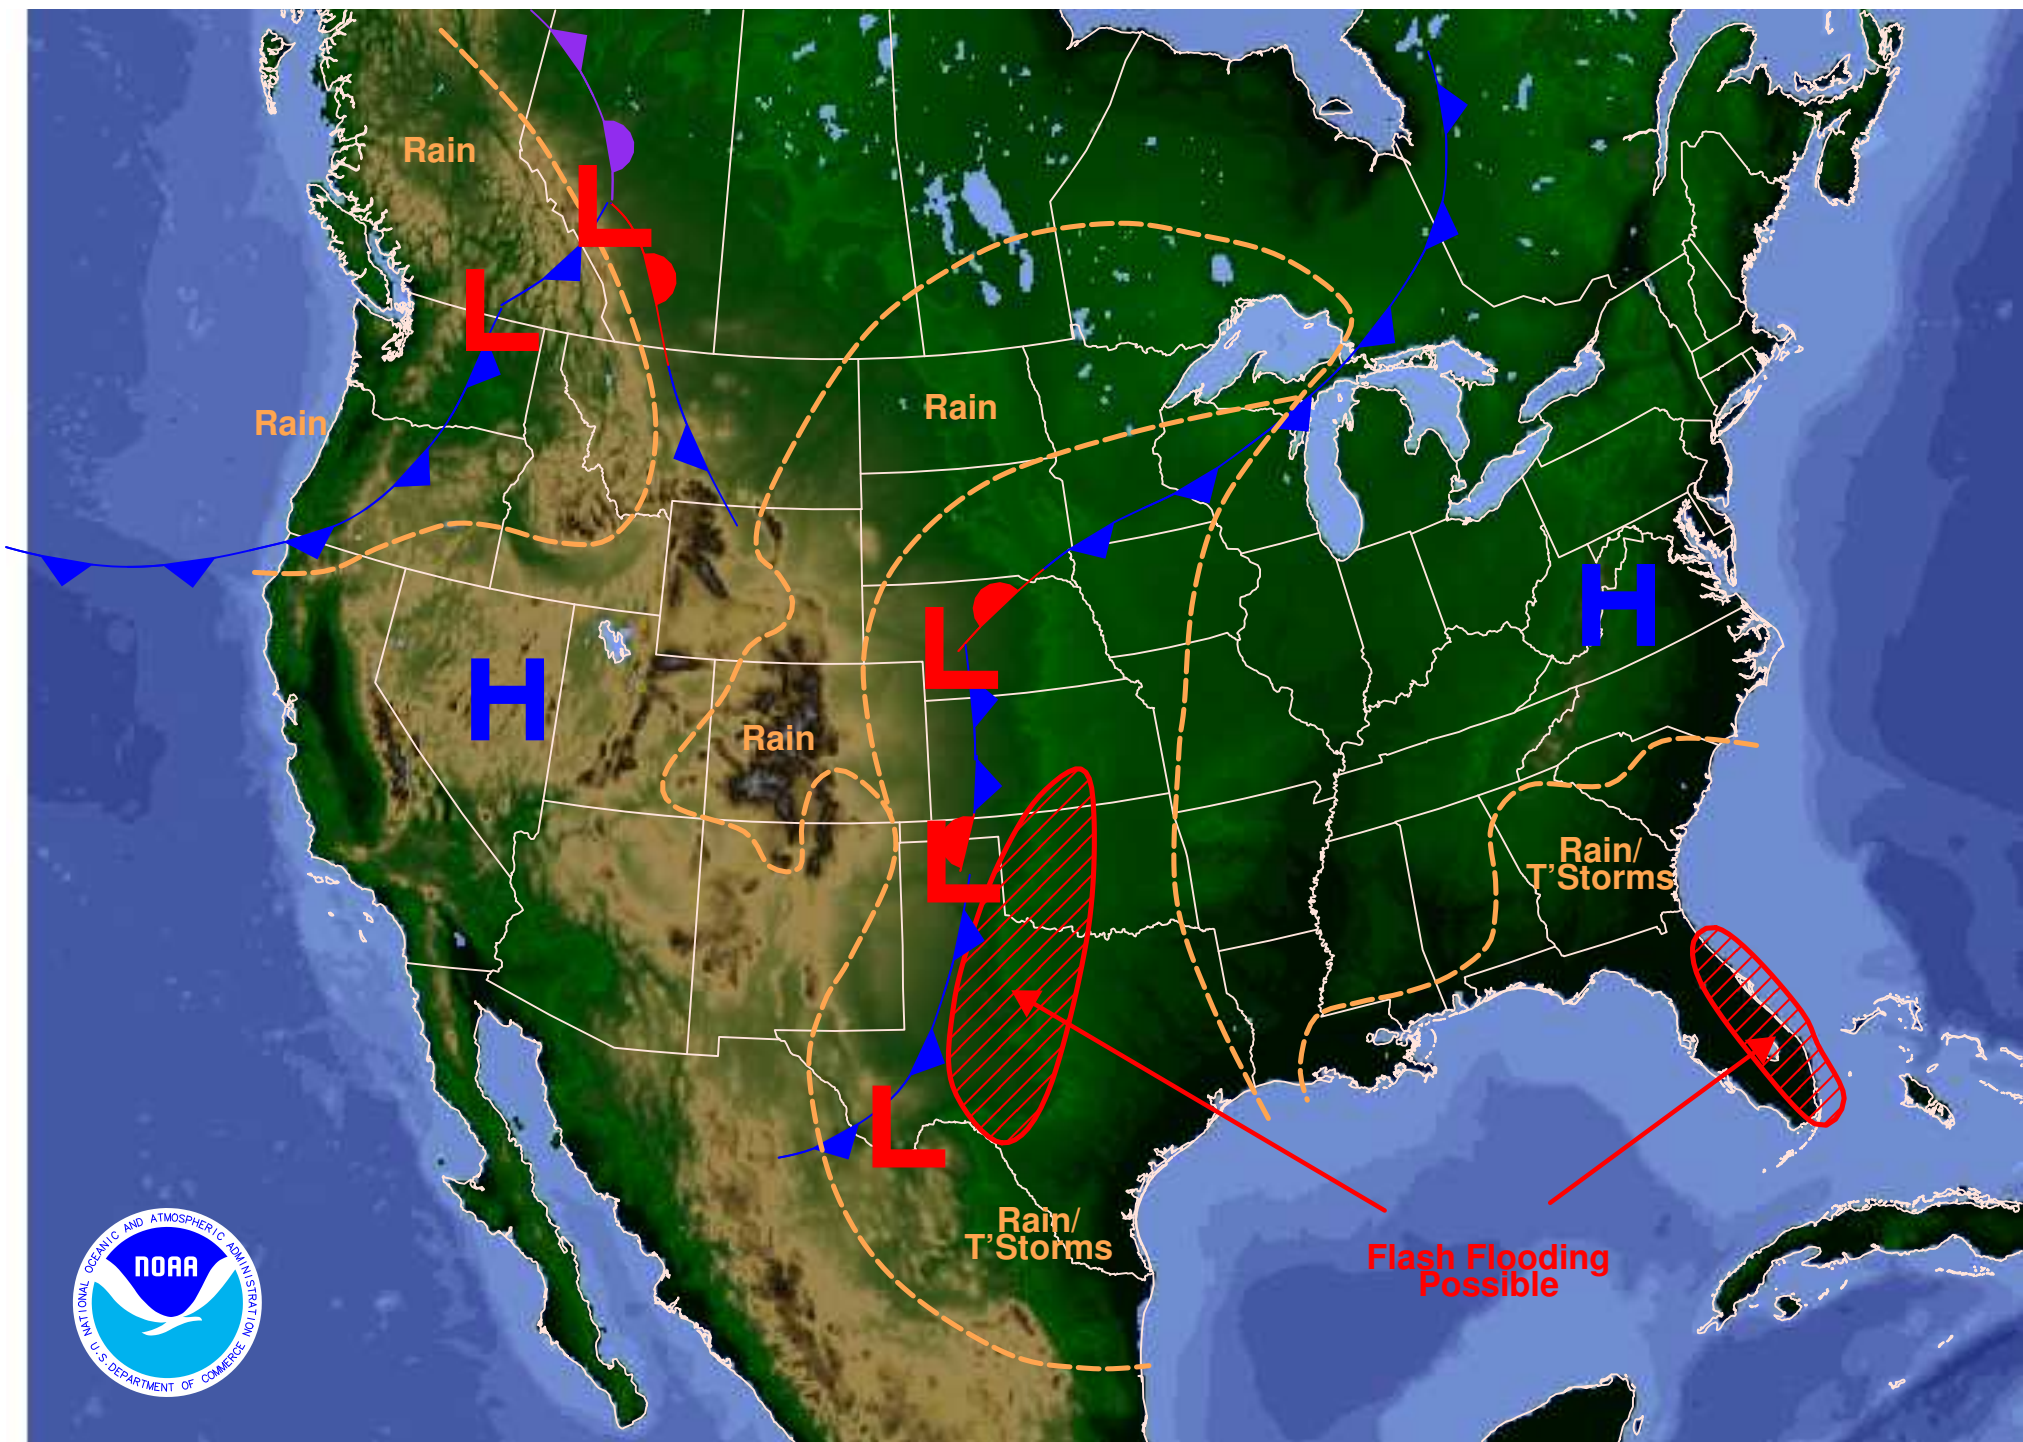 Rain
L
L
Rain
Rain
L
H
H
Rain
L
Rain/
T'Storms
L
Rain/
T'Storms
Flash Flooding
Possible
NATIONAL OCEANIC AND ATMOSPHERIC ADMINISTRATION
NOAA
U.S. DEPARTMENT OF COMMERCE